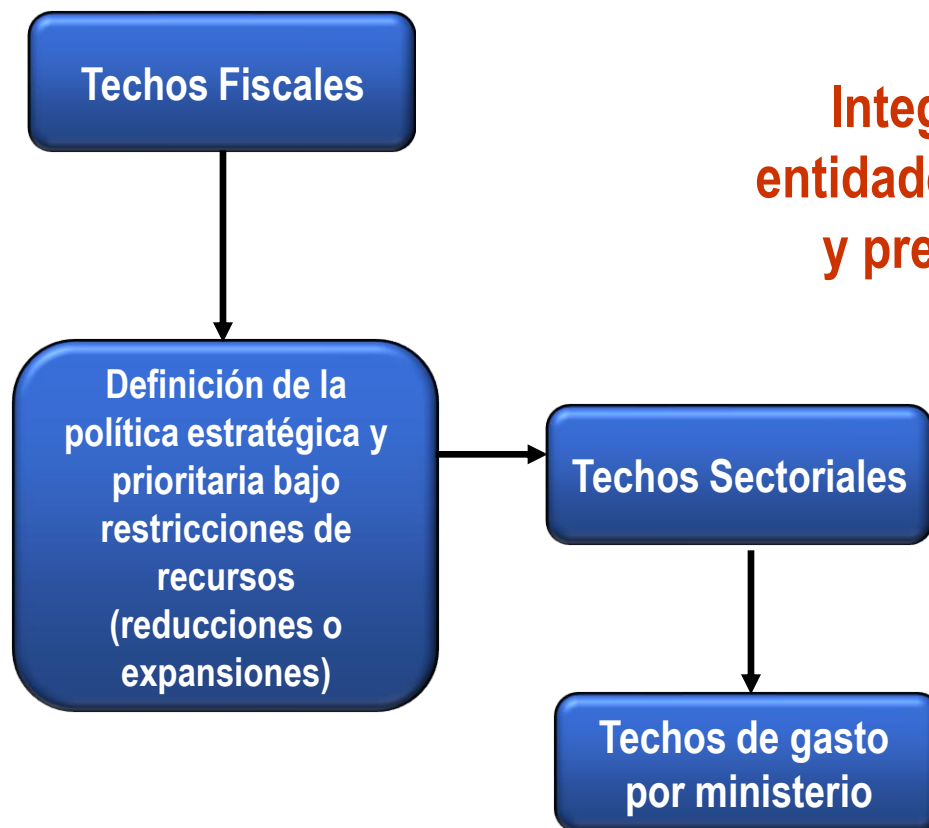 Techos Fiscales
Definición de la
política estratégica y
prioritaria bajo
restricciones de
recursos
(reducciones o
expansiones)
Techos Sectoriales
Techos de gasto
por ministerio
y